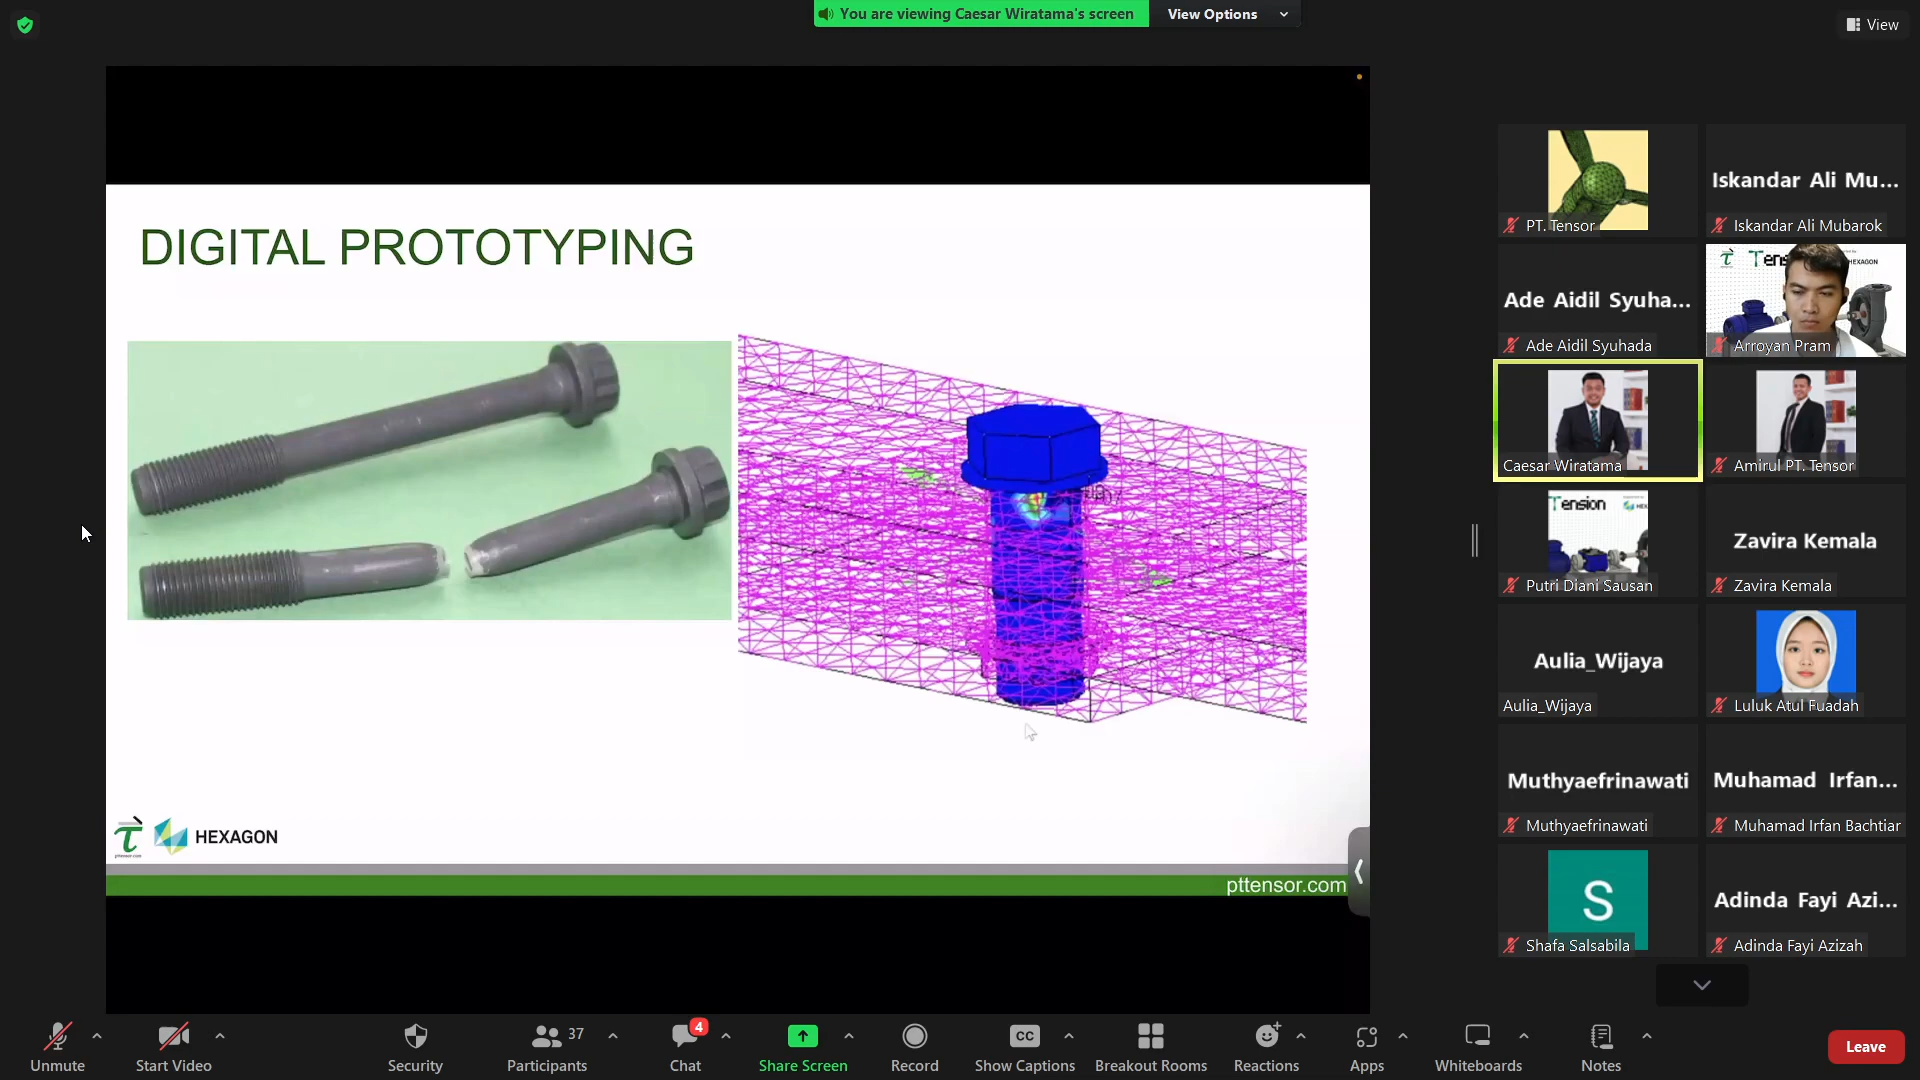 You are viewing Caesar Wiratama's screen
View Options
View
DIGITAL PROTOTYPING
HEXAGON
pttensor.com
pttensor.com
PT. Tensor
Iskandar Ali Mu...
Iskandar Ali Mubarok
Ade Aidil Syuha...
Ade Aidil Syuhada
HEXAGON
Arroyan Pram
Caesar Wiratama
Amirul PT. Tensor
Tension
Putri Diani Sausan
Zavira Kemala
Zavira Kemala
Aulia_Wijaya
Aulia_Wijaya
Luluk Atul Fuadah
Muthyaefrinawati
Muthyaefrinawati
Muhamad Irfan...
Muhamad Irfan Bachtiar
S
Shafa Salsabila
Adinda Fayi Azi...
Adinda Fayi Azizah
Unmute
Start Video
Security
37
Participants
4
Chat
Share Screen
Record
CC
Show Captions
Breakout Rooms
Reactions
Apps
Whiteboards
Notes
Leave